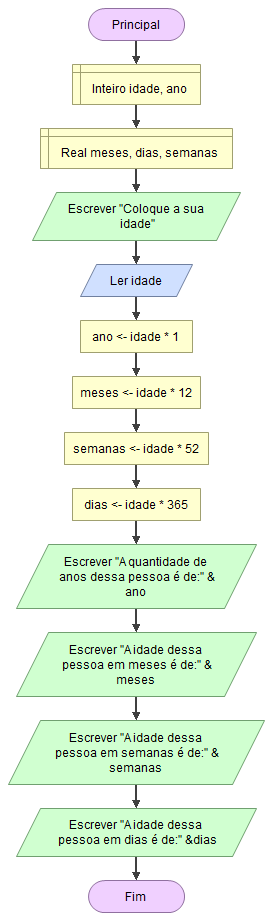 Principal
Inteiro idade, ano
Real meses, dias, semanas
Escrever "Coloque a sua
idade"
Ler idade
ano <- idade * 1
meses <- idade * 12
semanas <- idade * 52
dias <- idade * 365
Escrever "A quantidade de
anos dessa pessoa é de:" &
ano
Escrever "A idade dessa
pessoa em meses é de:" &
meses
Escrever "A idade dessa
pessoa em semanas é de:" &
semanas
Escrever "A idade dessa
pessoa em dias é de:" &dias
Fim